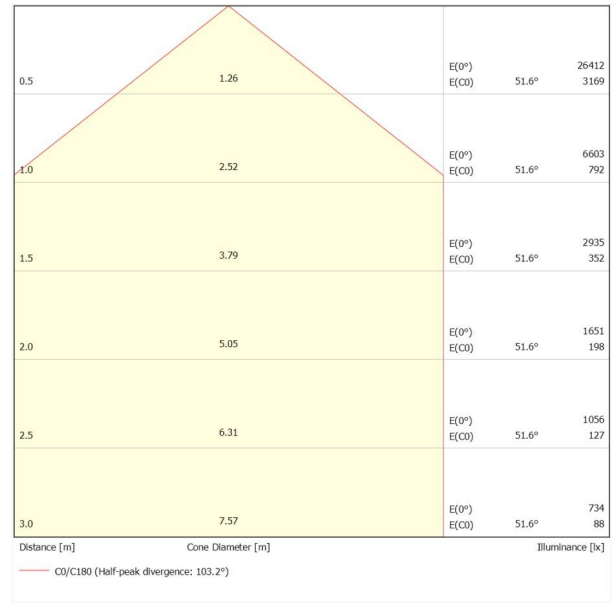 E(0°) 26412
0.5 1.26 E(C0) 51.6° 3169
E(0°) 6603
1.0 2.52 E(C0) 51.6° 792
E(0°) 2935
1.5 3.79 E(C0) 51.6° 352
E(0°) 1651
2.0 5.05 E(C0) 51.6° 198
E(0°) 1056
2.5 6.31 E(C0) 51.6° 127
E(0°) 734
3.0 7.57 E(C0) 51.6° 88
Distance [m] Cone Diameter [m] Illuminance [lx]
C0/C180 (Half-peak divergence: 103.2°)